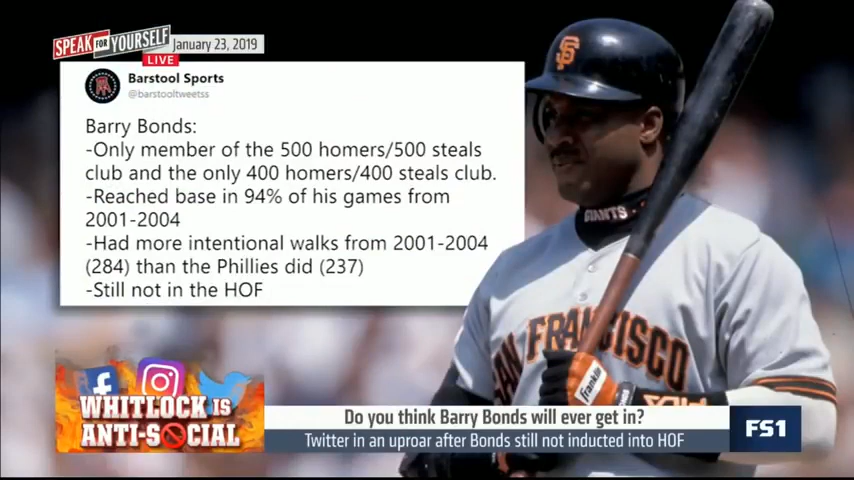 SPEAK FOR YOURSELF
January 23, 2019
LIVE
Barstool Sports
@barstooltweetss
Barry Bonds:
-Only member of the 500 homers/500 steals
club and the only 400 homers/400 steals club.
-Reached base in 94% of his games from
2001-2004
-Had more intentional walks from 2001-2004
(284) than the Phillies did (237)
-Still not in the HOF
SF
GIANTS
SAN FRANCISCO
franklin
WHITLOCK IS
ANTI-SOCIAL
Do you think Barry Bonds will ever get in?
Twitter in an uproar after Bonds still not inducted into HOF
FS1